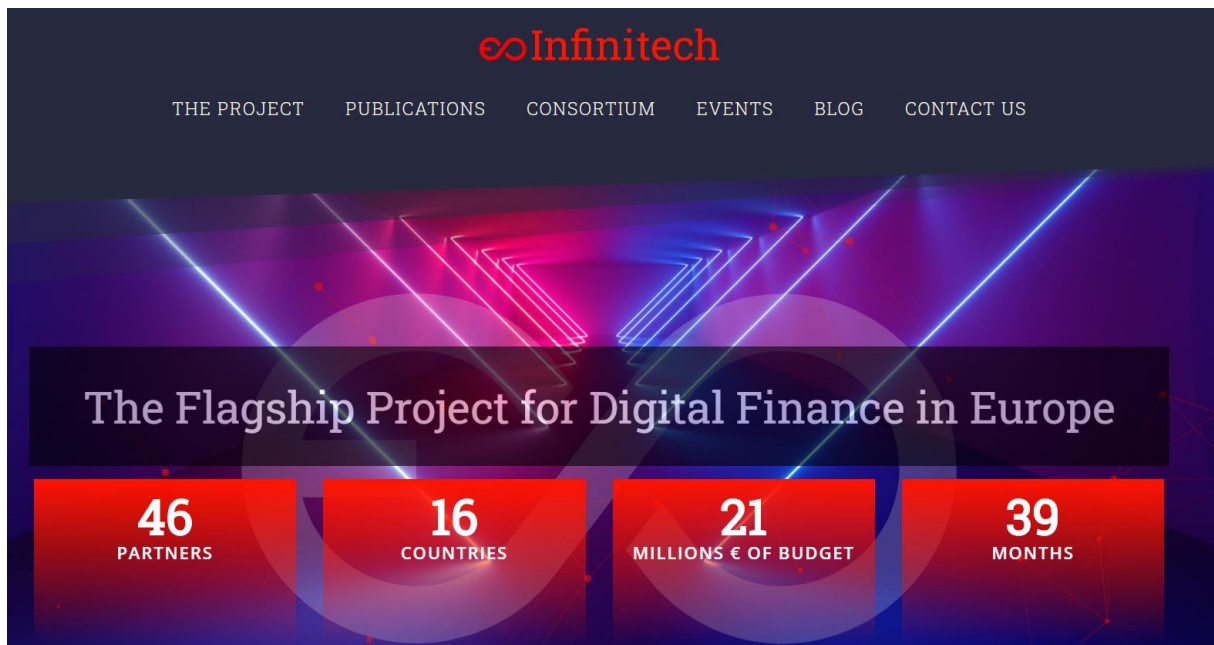 Infinitech
THE PROJECT PUBLICATIONS CONSORTIUM EVENTS BLOG CONTACT US
The Flagship Project for Digital Finance in Europe
46
PARTNERS
16
COUNTRIES
21
MILLIONS € OF BUDGET
39
MONTHS